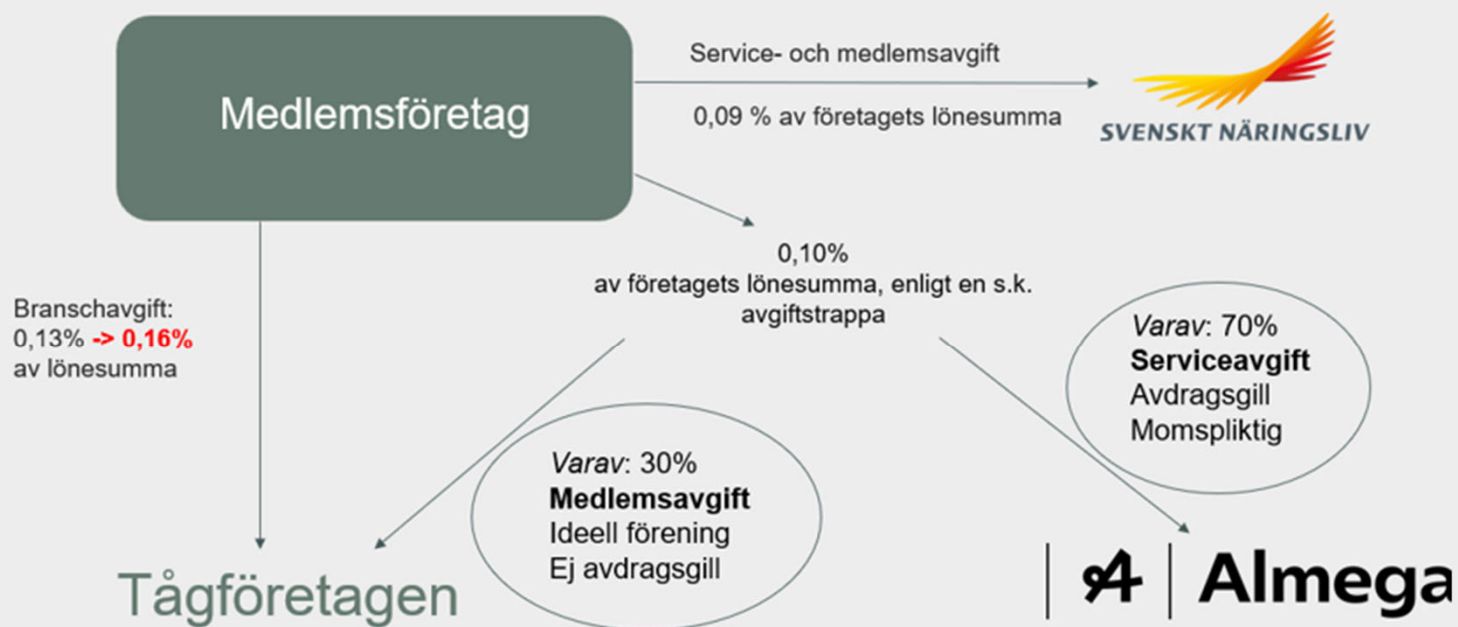 Medlemsföretag
Service- och medlemsavgift
0,09 % av företagets lönesumma
SVENSKT NÄRINGSLIV
0,10%
av företagets lönesumma, enligt en s.k.
avgiftstrappa
Branschavgift:
0,13% -> 0,16%
av lönesumma
Varav: 70%
Serviceavgift
Avdragsgill
Momspliktig
Varav: 30%
Medlemsavgift
Ideell förening
Ej avdragsgill
Tågföretagen
Almega